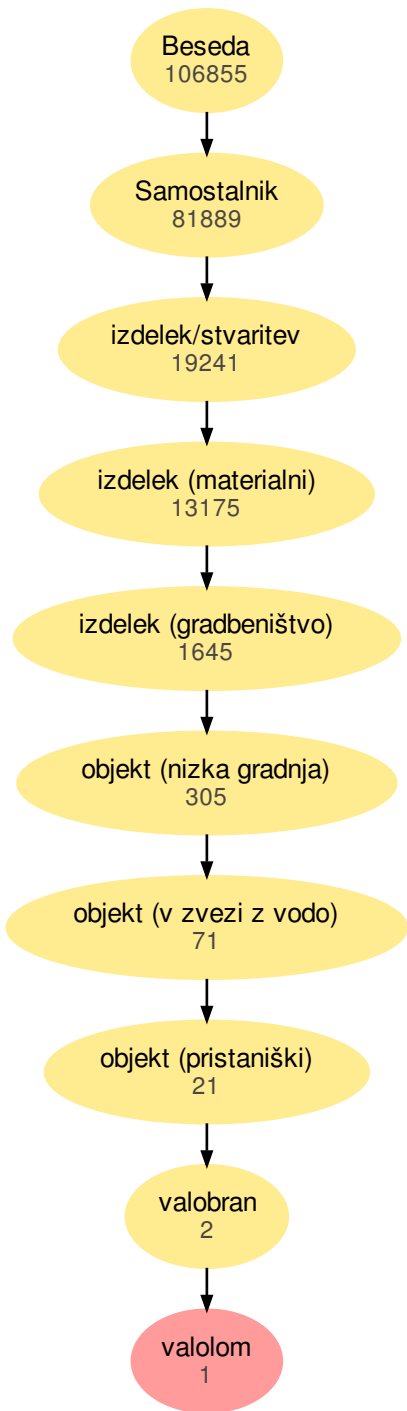 Beseda
106855
Samostalnik
81889
izdelek/stvaritev
19241
izdelek (materialni)
13175
izdelek (gradbeništvo)
1645
objekt (nizka gradnja)
305
objekt (v zvezi z vodo)
71
objekt (pristaniški)
21
valobran
2
valolom
1